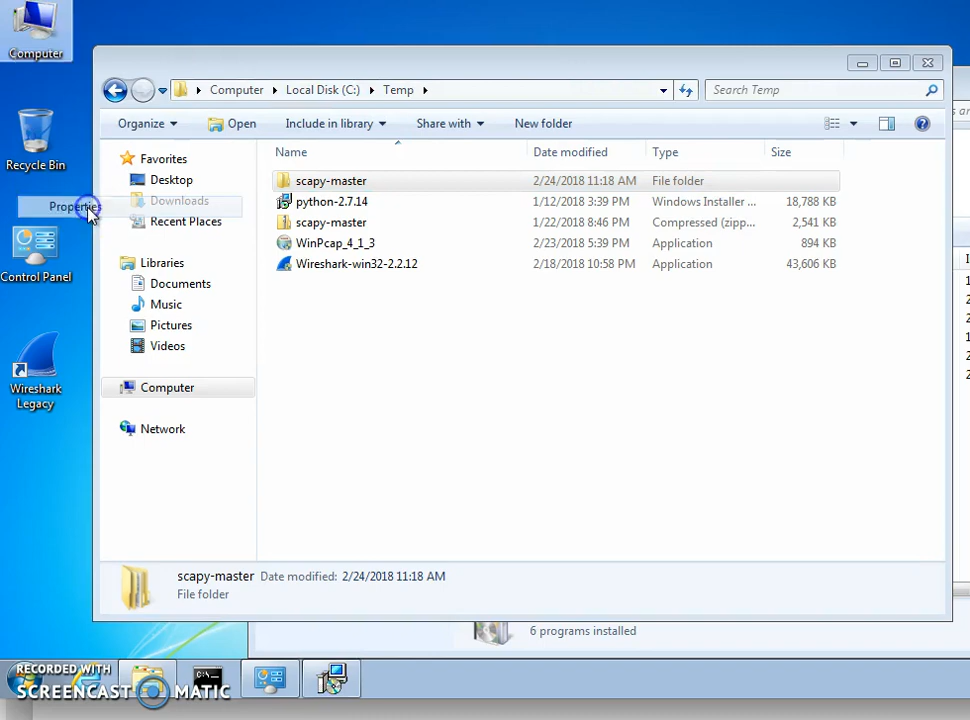 Computer
Computer
Local Disk (C:)
Temp
Search Temp
Organize
Open
Include in library
Share with
New folder
Recycle Bin
Properties
Control Panel
Wireshark
Legacy
Favorites
Desktop
Downloads
Recent Places
Libraries
Documents
Music
Pictures
Videos
Computer
Network
Name Date modified Type Size
scapy-master 2/24/2018 11:18 AM File folder
python-2.7.14 1/12/2018 3:39 PM Windows Installer ... 18,788 KB
scapy-master 1/22/2018 8:46 PM Compressed (zipp... 2,541 KB
WinPcap_4_1_3 2/23/2018 5:39 PM Application 894 KB
Wireshark-win32-2.2.12 2/18/2018 10:58 PM Application 43,606 KB
scapy-master Date modified: 2/24/2018 11:18 AM
File folder
6 programs installed
RECORDED WITH
SCREENCAST MATIC